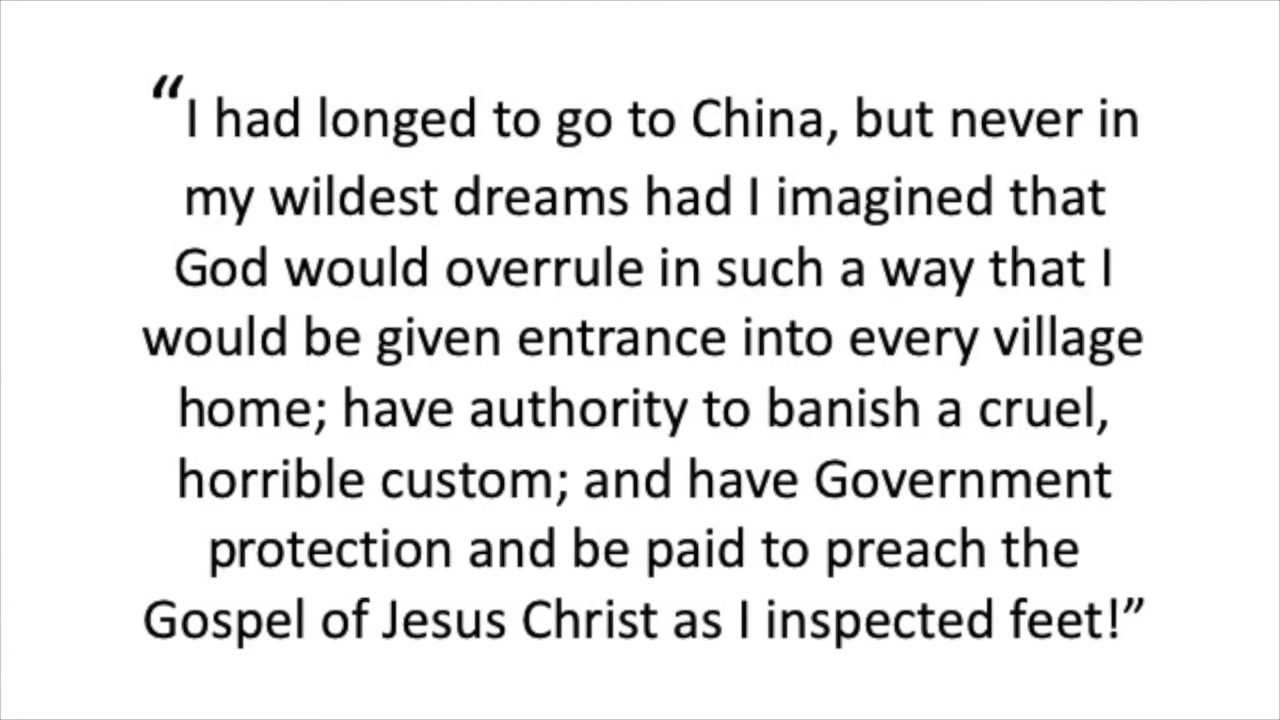 “I had longed to go to China, but never in
my wildest dreams had I imagined that
God would overrule in such a way that I
would be given entrance into every village
home; have authority to banish a cruel,
horrible custom; and have Government
protection and be paid to preach the
Gospel of Jesus Christ as I inspected feet!”